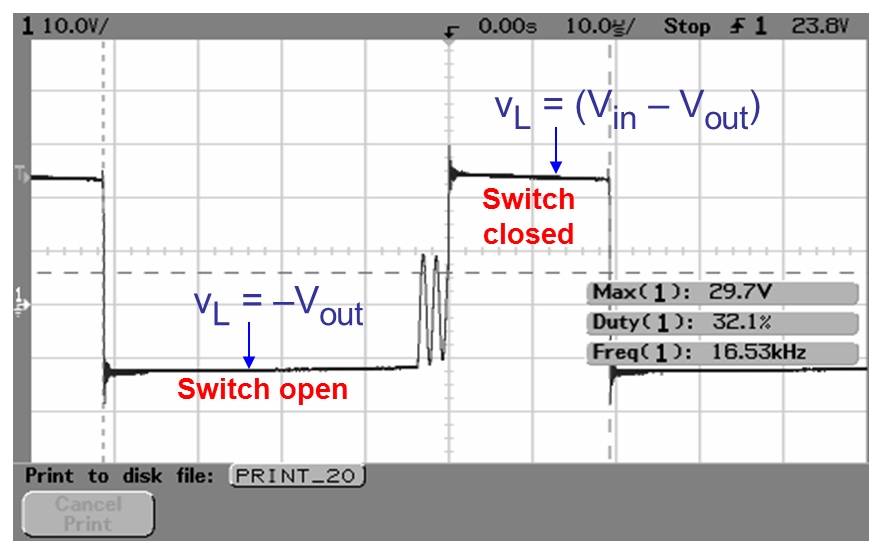 1 10.0V/ 0.00s 10.0µs/ Stop 1 23.8V
vL = (Vin – Vout)
T
Switch
closed
1
Max(1): 29.7V
vL = –Vout
Duty(1): 32.1%
Freq(1): 16.53kHz
Switch open
Print to disk file: PRINT_20
Cancel
Print